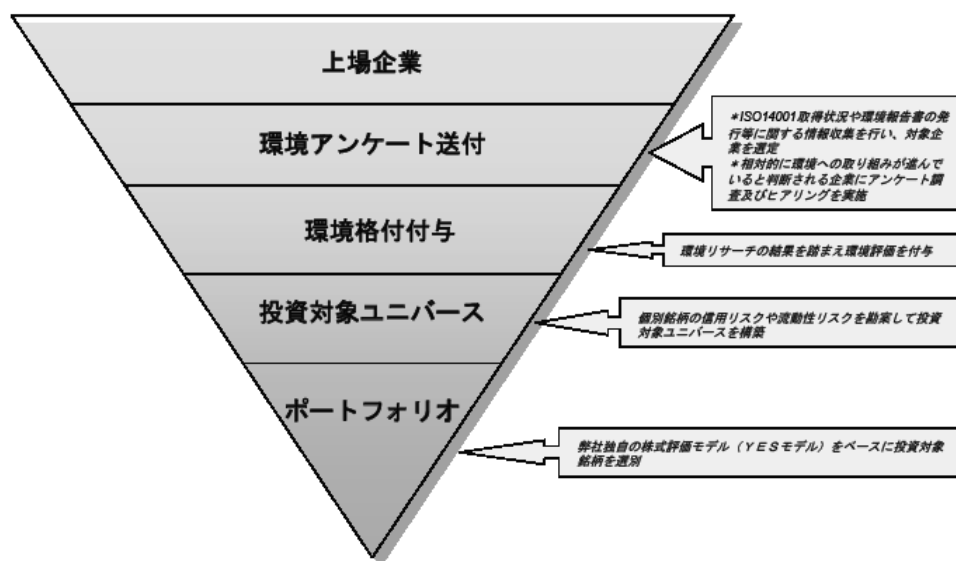 上場企業
環境アンケート送付
＊ISO14001取得状況や環境報告書の発
行等に関する情報収集を行い、対象企
業を選定
＊相対的に環境への取り組みが進んで
いると判断される企業にアンケート調
査及びヒアリングを実施
環境格付付与
環境リサーチの結果を踏まえ環境評価を付与
投資対象ユニバース
個別銘柄の信用リスクや流動性リスクを勘案して投資
対象ユニバースを構築
ポートフォリオ
弊社独自の株式評価モデル（ＹＥＳモデル）をベースに投資対象
銘柄を選別